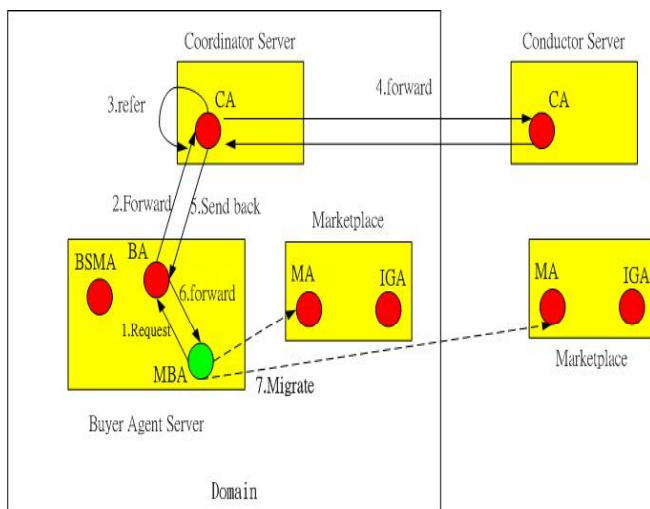 Coordinator Server
Conductor Server
3.refer
CA
4.forward
CA
2.Forward
5.Send back
Marketplace
BSMA
BA
MA
IGA
MA
IGA
6.forward
1.Request
MBA
7.Migrate
Marketplace
Buyer Agent Server
Domain